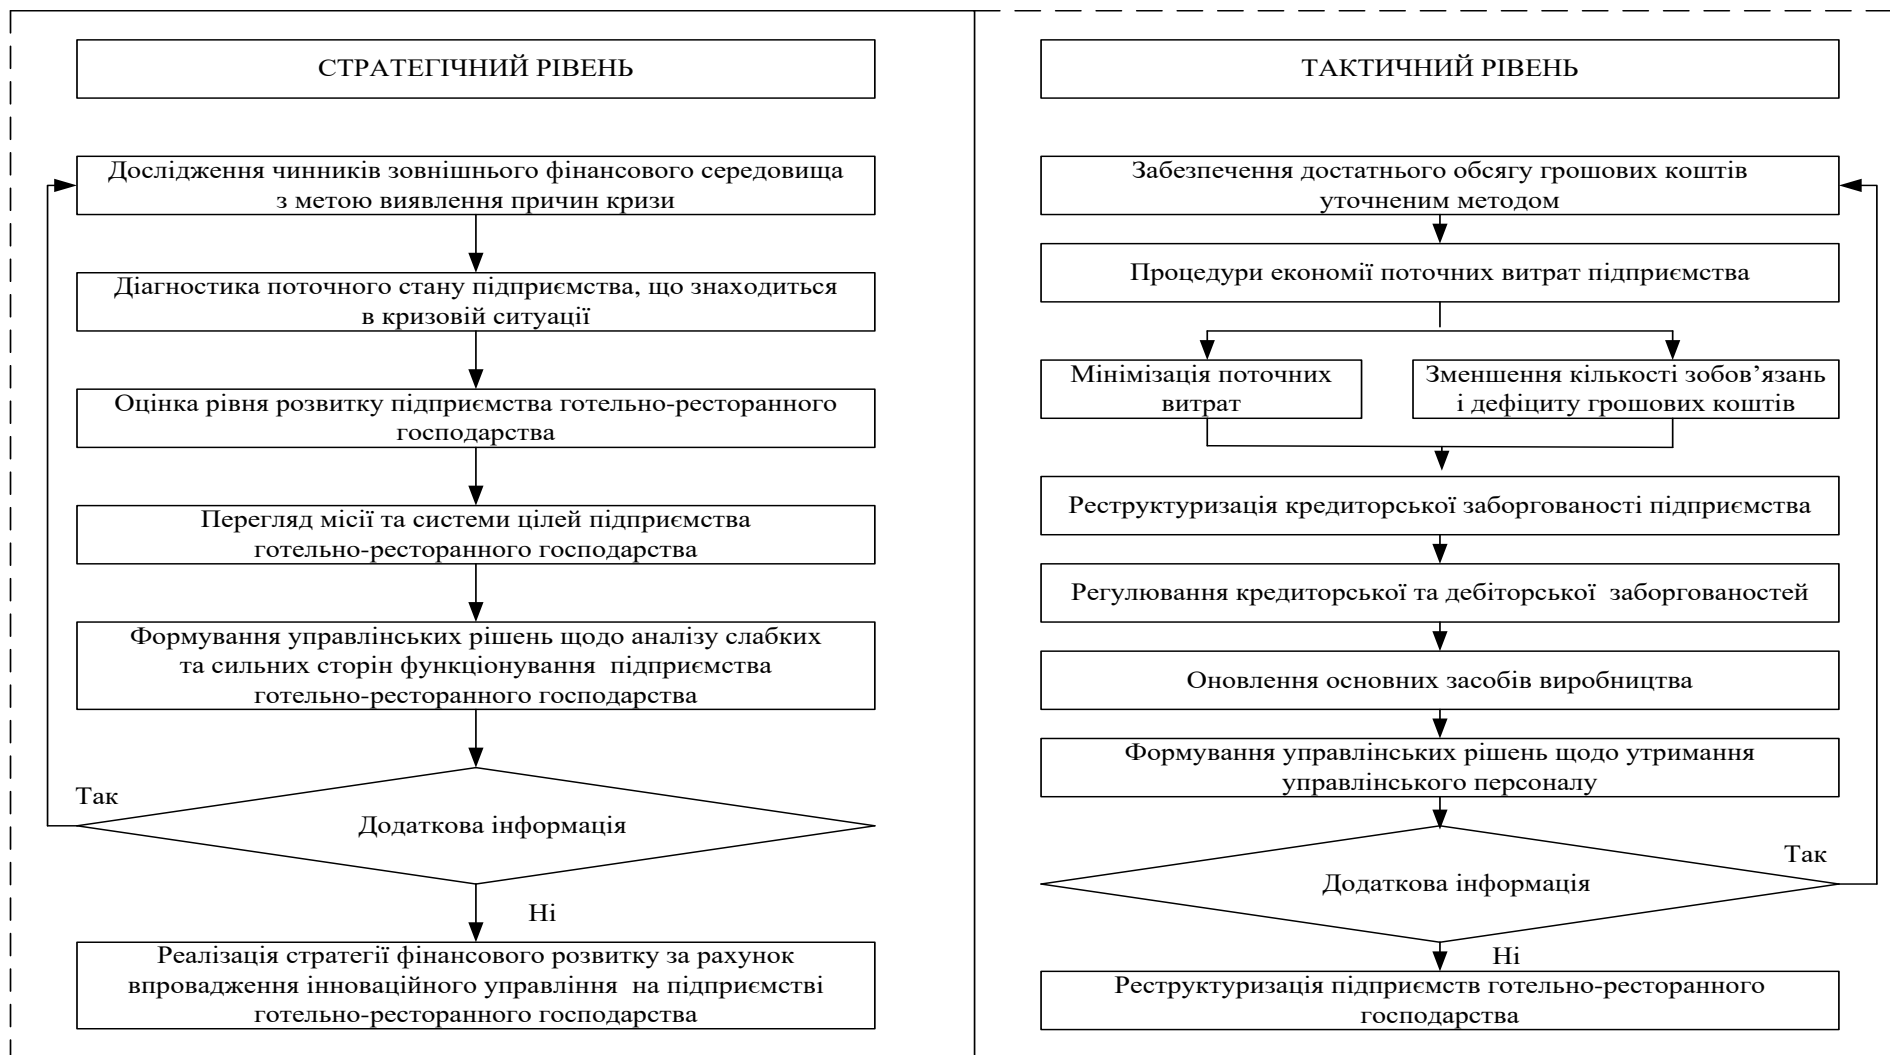 СТРАТЕГІЧНИЙ РІВЕНЬ
Дослідження чинників зовнішнього фінансового середовища
з метою виявлення причин кризи
Діагностика поточного стану підприємства, що знаходиться
в кризовій ситуації
Оцінка рівня розвитку підприємства готельно-ресторанного
господарства
Перегляд місії та системи цілей підприємства
готельно-ресторанного господарства
Формування управлінських рішень щодо аналізу слабких
та сильних сторін функціонування підприємства
готельно-ресторанного господарства
Так
Додаткова інформація
Ні
Реалізація стратегії фінансового розвитку за рахунок
впровадження інноваційного управління на підприємстві
готельно-ресторанного господарства
ТАКТИЧНИЙ РІВЕНЬ
Забезпечення достатнього обсягу грошових коштів
уточненим методом
Процедури економії поточних витрат підприємства
Мінімізація поточних
витрат
Зменшення кількості зобов’язань
і дефіциту грошових коштів
Реструктуризація кредиторської заборгованості підприємства
Регулювання кредиторської та дебіторської заборгованостей
Оновлення основних засобів виробництва
Формування управлінських рішень щодо утримання
управлінського персоналу
Так
Додаткова інформація
Ні
Реструктуризація підприємств готельно-ресторанного
господарства